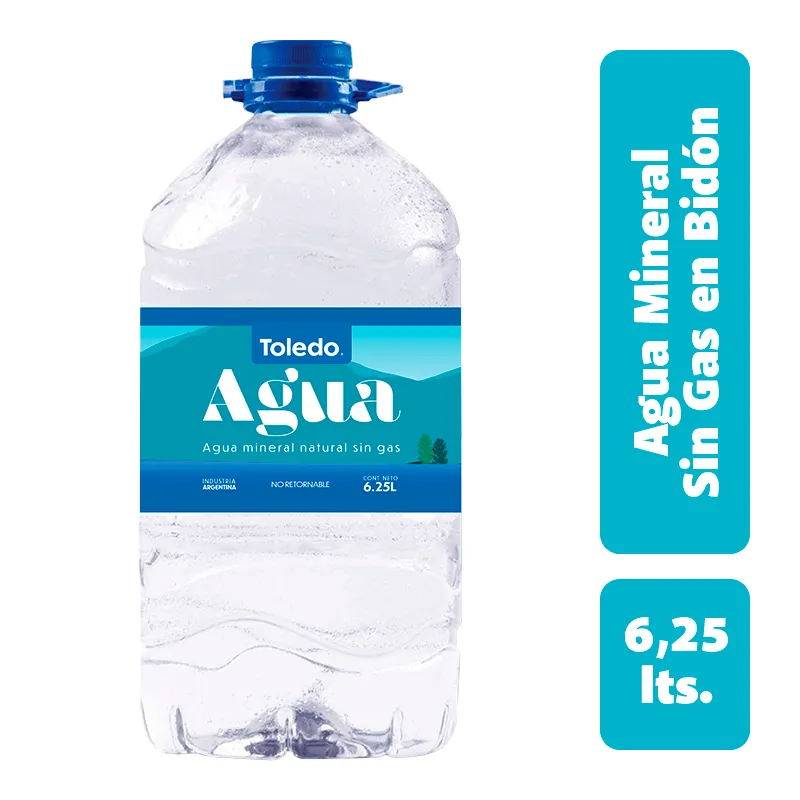 Toledo.
Agua
Agua mineral natural sin gas
INDUSTRIA
ARGENTINA
NO RETORNABLE
CONT. NETO
6.25L
Agua Mineral
Sin Gas en Bidón
6,25
lts.